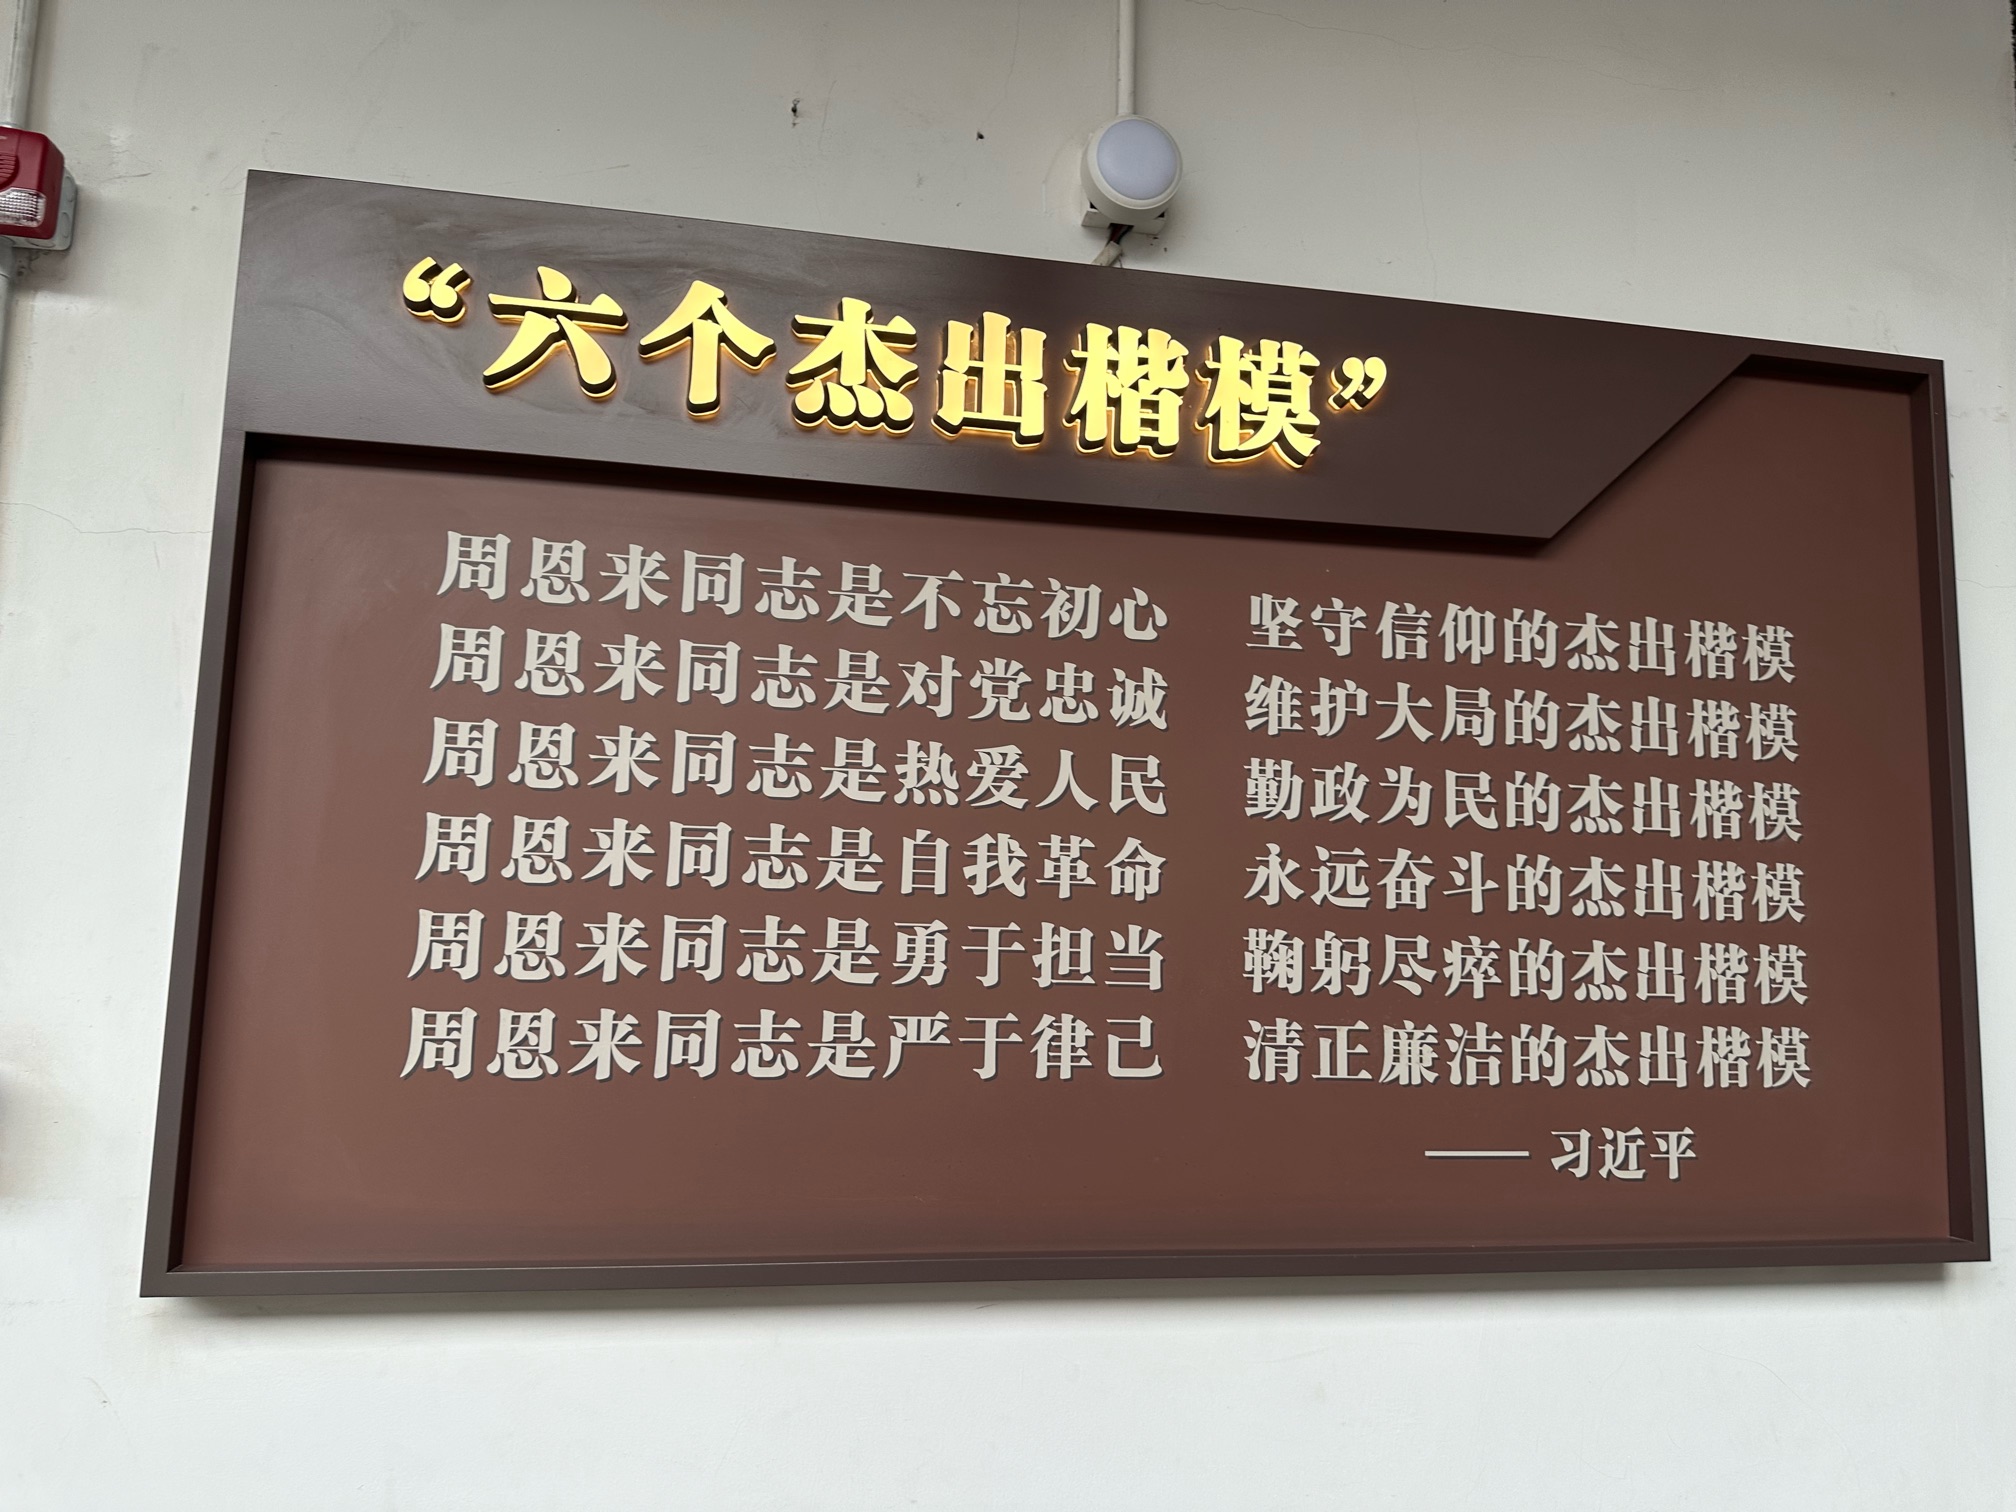 “六个杰出楷模”
周恩来同志是不忘初心 坚守信仰的杰出楷模
周恩来同志是对党忠诚 维护大局的杰出楷模
周恩来同志是热爱人民 勤政为民的杰出楷模
周恩来同志是自我革命 永远奋斗的杰出楷模
周恩来同志是勇于担当 鞠躬尽瘁的杰出楷模
周恩来同志是严于律己 清正廉洁的杰出楷模
—— 习近平